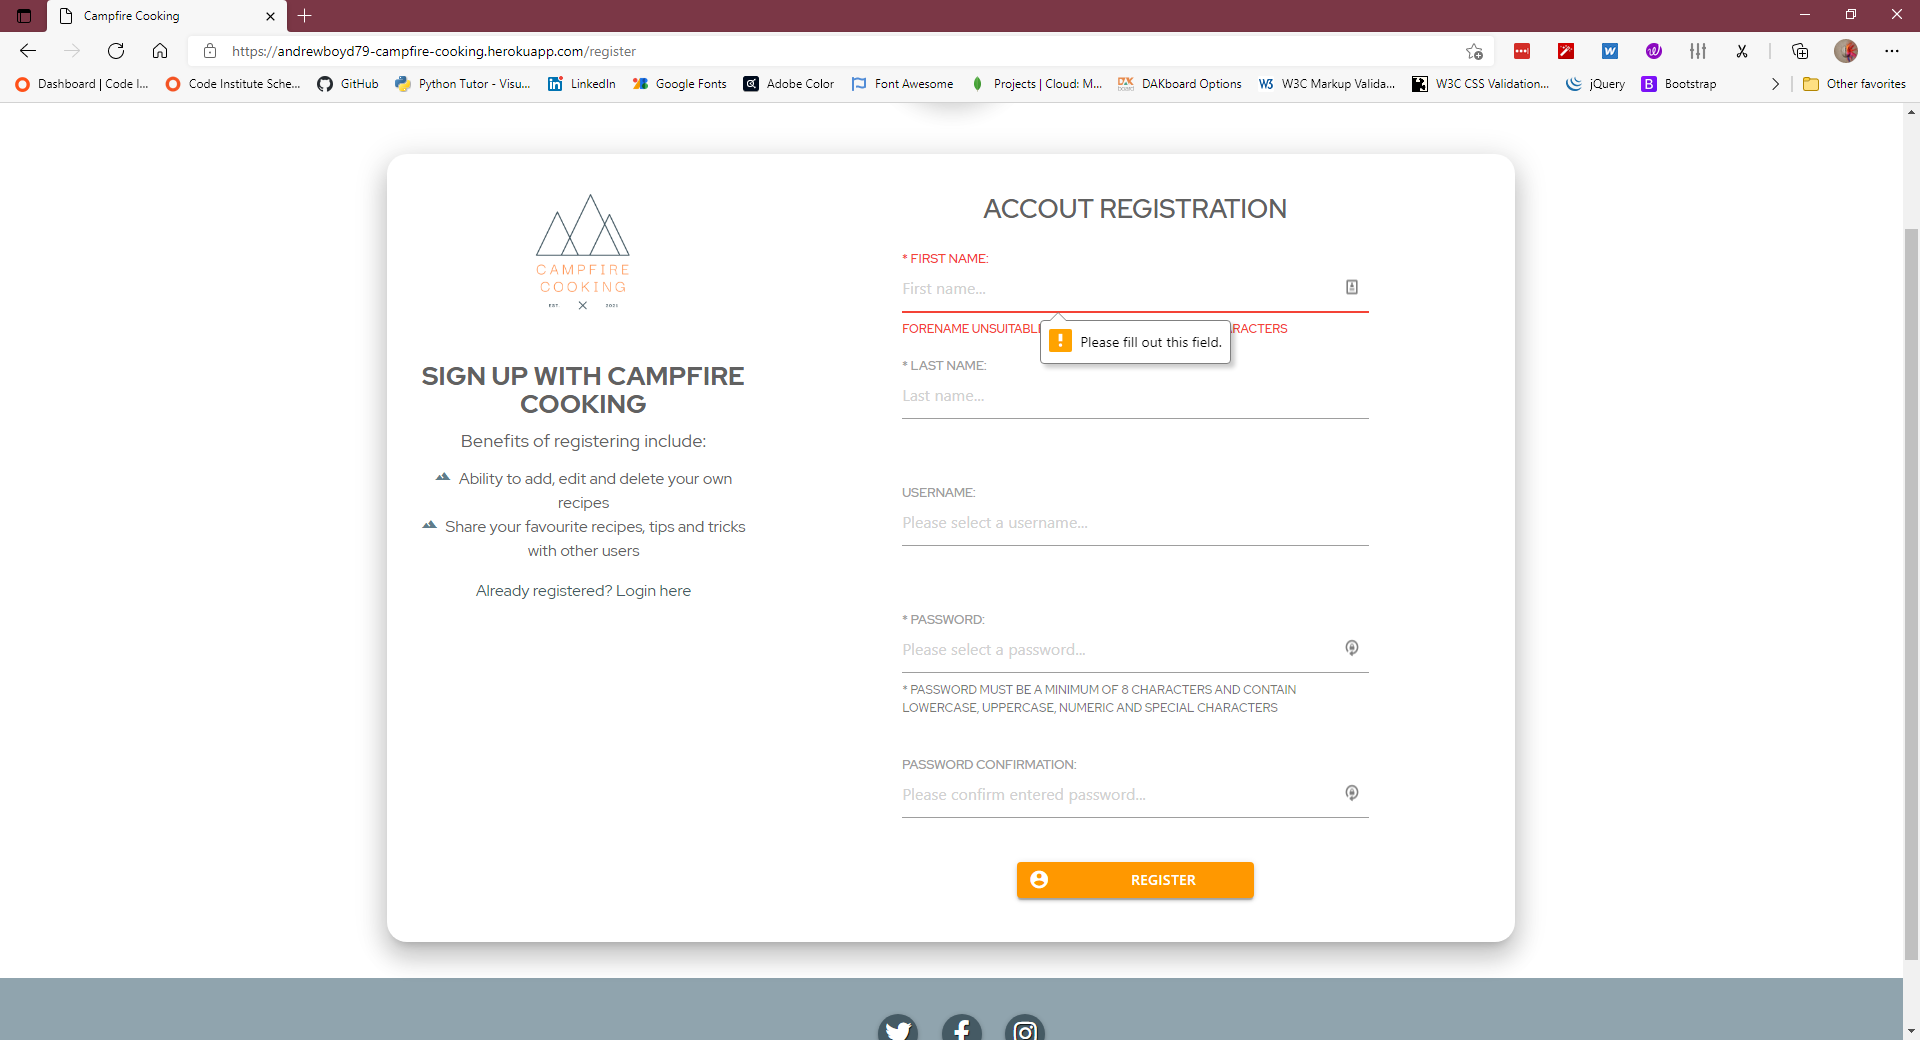 Campfire Cooking
https://andrewboyd79-campfire-cooking.herokuapp.com/register
Dashboard | Code I...
Code Institute Sche...
GitHub
Python Tutor - Visu...
LinkedIn
Google Fonts
Adobe Color
Font Awesome
Projects | Cloud: M...
DAKboard Options
W3C Markup Valida...
W3C CSS Validation...
jQuery
Bootstrap
Other favorites
CAMPFIRE
COOKING
EST. 2021
SIGN UP WITH CAMPFIRE
COOKING
Benefits of registering include:
Ability to add, edit and delete your own
recipes
Share your favourite recipes, tips and tricks
with other users
Already registered? Login here
ACCOUT REGISTRATION
* FIRST NAME:
First name...
FORENAME UNSUITABL
RACTERS
Please fill out this field.
* LAST NAME:
Last name...
USERNAME:
Please select a username...
* PASSWORD:
Please select a password...
* PASSWORD MUST BE A MINIMUM OF 8 CHARACTERS AND CONTAIN
LOWERCASE, UPPERCASE, NUMERIC AND SPECIAL CHARACTERS
PASSWORD CONFIRMATION:
Please confirm entered password...
REGISTER